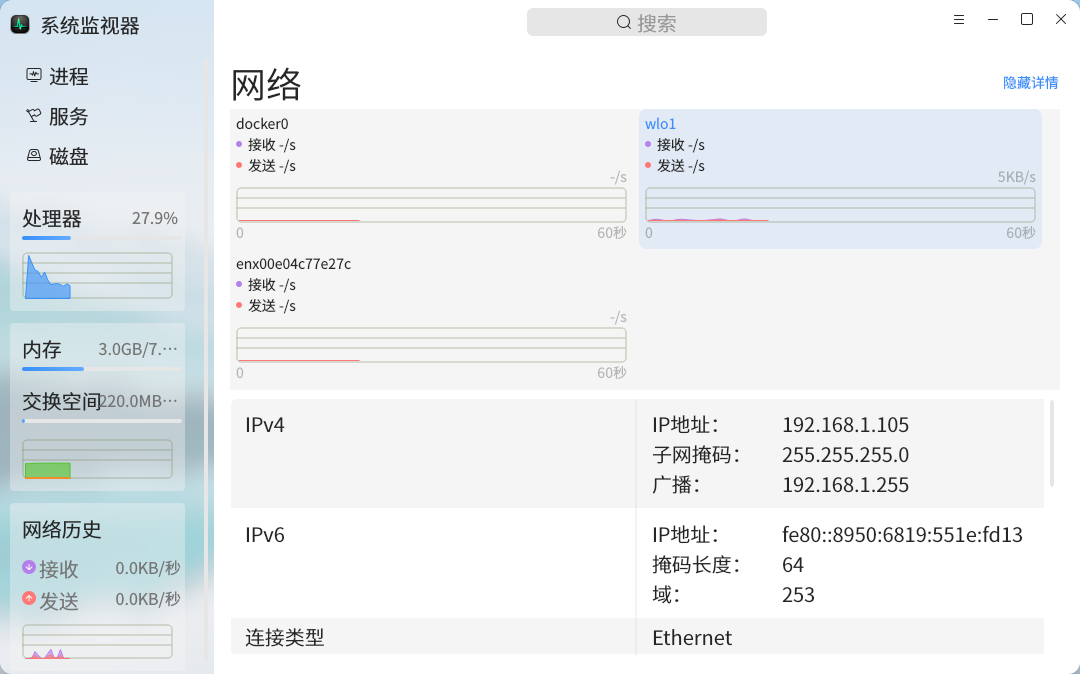 系统监视器
搜索
进程
服务
磁盘
处理器 27.9%
内存 3.0GB/7.…
交换空间 220.0MB…
网络历史
接收 0.0KB/秒
发送 0.0KB/秒
网络
隐藏详情
docker0
接收 -/s
发送 -/s
-/s
0 60秒
wlo1
接收 -/s
发送 -/s
5KB/s
0 60秒
enx00e04c77e27c
接收 -/s
发送 -/s
-/s
0 60秒
IPv4 IP地址: 192.168.1.105
子网掩码: 255.255.255.0
广播: 192.168.1.255
IPv6 IP地址: fe80::8950:6819:551e:fd13
掩码长度: 64
域: 253
连接类型 Ethernet